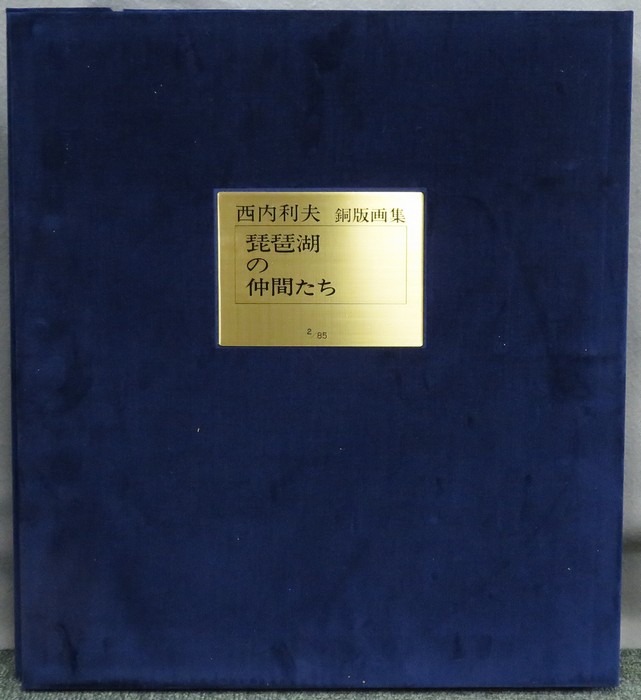 西内利夫 銅版画集
琵琶湖
の
仲間たち
2/85